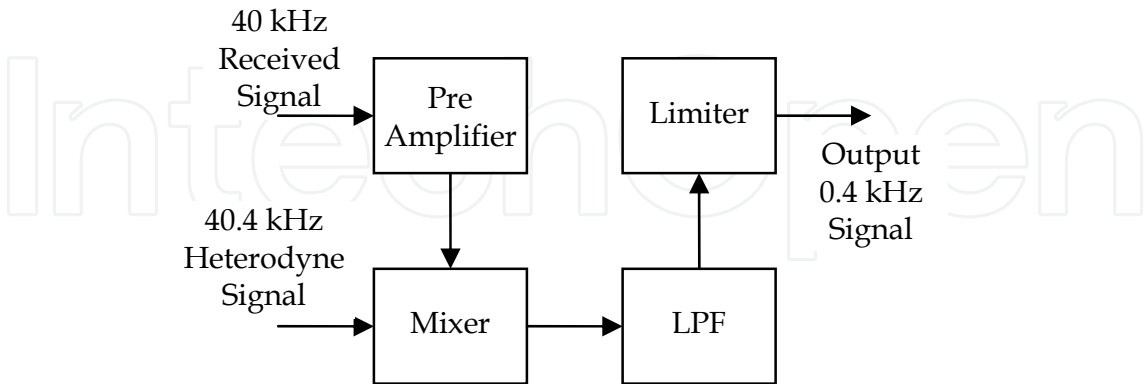 40 kHz
Received
Signal
Pre
Amplifier
Limiter
Output
0.4 kHz
Signal
40.4 kHz
Heterodyne
Signal
Mixer
LPF
IntechOpen